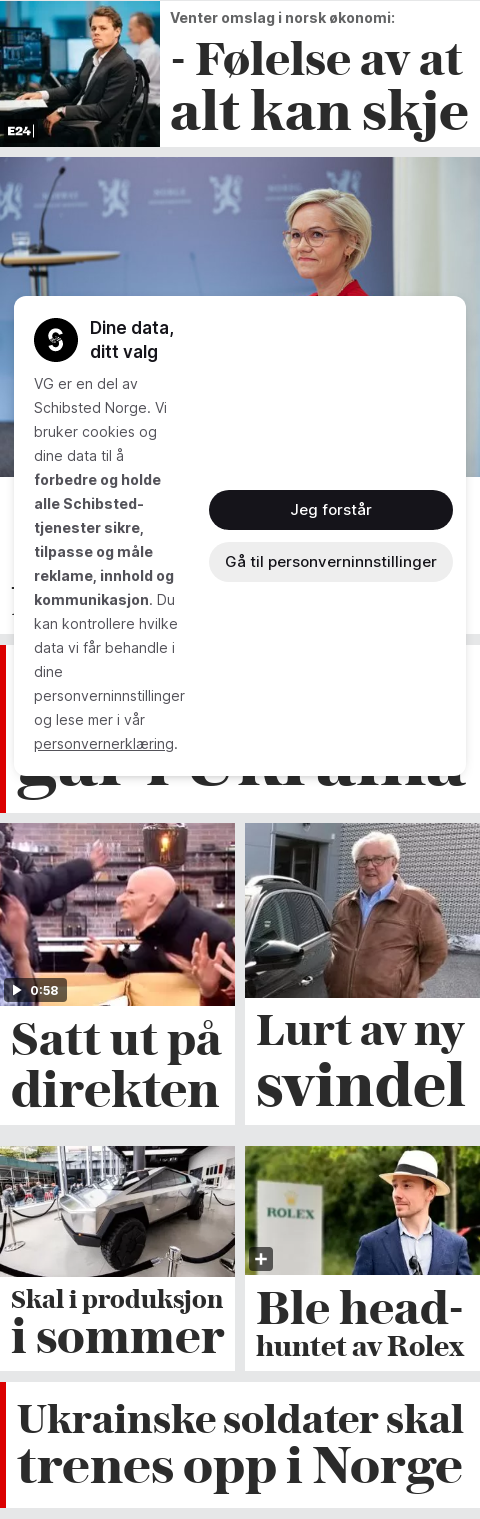 Venter omslag i norsk økonomi:
- Følelse av at
alt kan skje
E24
Dine data,
ditt valg
VG er en del av
Schibsted Norge. Vi
bruker cookies og
dine data til å
forbedre og holde
alle Schibsted-
tjenester sikre,
tilpasse og måle
reklame, innhold og
kommunikasjon. Du
kan kontrollere hvilke
data vi får behandle i
dine
personverninnstillinger
og lese mer i vår
personvernerklæring.
Jeg forstår
Gå til personverninnstillinger
0:58
Satt ut på
direkten
Lurt av ny
svindel
Skal i produksjon
i sommer
ROLEX
Ble head-
huntet av Rolex
Ukrainske soldater skal
trenes opp i Norge